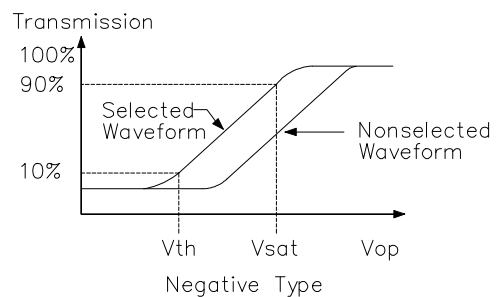 Transmission
100%
90%
Selected
Waveform
Nonselected
Waveform
10%
Vth
Vsat
Vop
Negative Type